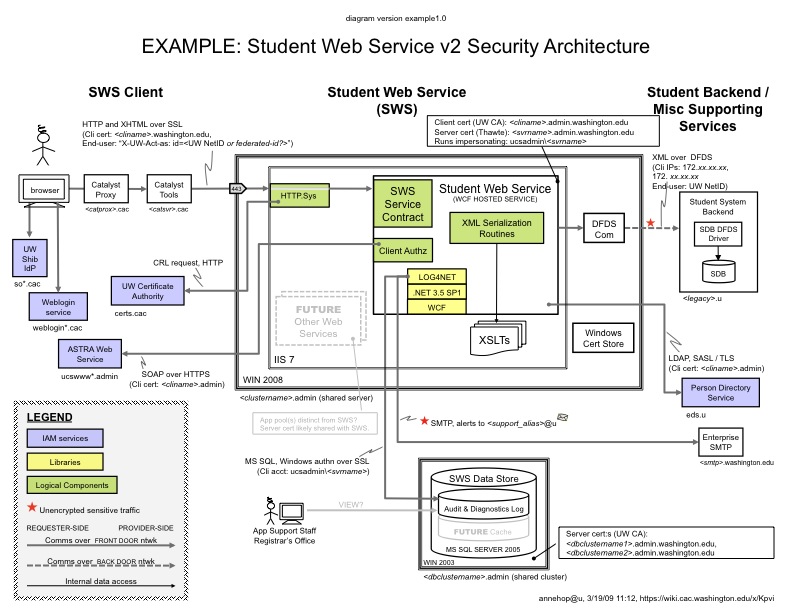 diagram version example1.0
EXAMPLE: Student Web Service v2 Security Architecture
SWS Client
Student Web Service
(SWS)
Student Backend /
Misc Supporting
Services
HTTP and XHTML over SSL
(Cli cert: <cliname>.washington.edu,
End-user: "X-UW-Act-as: id=<UW NetID or federated-id?>")
Client cert (UW CA): <cliname>.admin.washington.edu
Server cert (Thawte): <svrname>.admin.washington.edu
Runs impersonating: ucsadmin\<svrname>
XML over DFDS
(Cli IPs: 172.xx.xx.xx,
172. xx.xx.xx
End-user: UW NetID)
browser
Catalyst
Proxy
<catprox>.cac
Catalyst
Tools
<catsvr>.cac
443
HTTP.Sys
SWS
Service
Contract
Student Web Service
(WCF HOSTED SERVICE)
XML Serialization
Routines
Client Authz
DFDS
Com
Student System
Backend
SDB DFDS
Driver
SDB
<legacy>.u
UW
Shib
IdP
so*.cac
CRL request, HTTP
UW Certificate
Authority
certs.cac
Weblogin
service
weblogin*.cac
LOG4NET
.NET 3.5 SP1
WCF
FUTURE
Other Web
Services
XSLTs
Windows
Cert Store
IIS 7
WIN 2008
ASTRA Web
Service
ucswww*.admin
SOAP over HTTPS
(Cli cert: <cliname>.admin)
LDAP, SASL / TLS
(Cli cert: <cliname>.admin)
Person Directory
Service
eds.u
<clustername>.admin (shared server)
App pool(s) distinct from SWS?
Server cert likely shared with SWS.
SMTP, alerts to <support_alias>@u
Enterprise
SMTP
<smtp>.washington.edu
LEGEND
IAM services
Libraries
Logical Components
Unencrypted sensitive traffic
REQUESTER-SIDE
PROVIDER-SIDE
Comms over FRONT DOOR ntwk
Comms over BACK DOOR ntwk
Internal data access
MS SQL, Windows authn over SSL
(Cli acct: ucsadmin\<svrname>)
SWS Data Store
Audit & Diagnostics Log
FUTURE Cache
MS SQL SERVER 2005
WIN 2003
<dbclustername>.admin (shared cluster)
VIEW?
App Support Staff
Registrar's Office
Server cert:s (UW CA):
<dbclustername1>.admin.washington.edu,
<dbclustername2>.admin.washington.edu
annehop@u, 3/19/09 11:12, https://wiki.cac.washington.edu/x/Kpvi